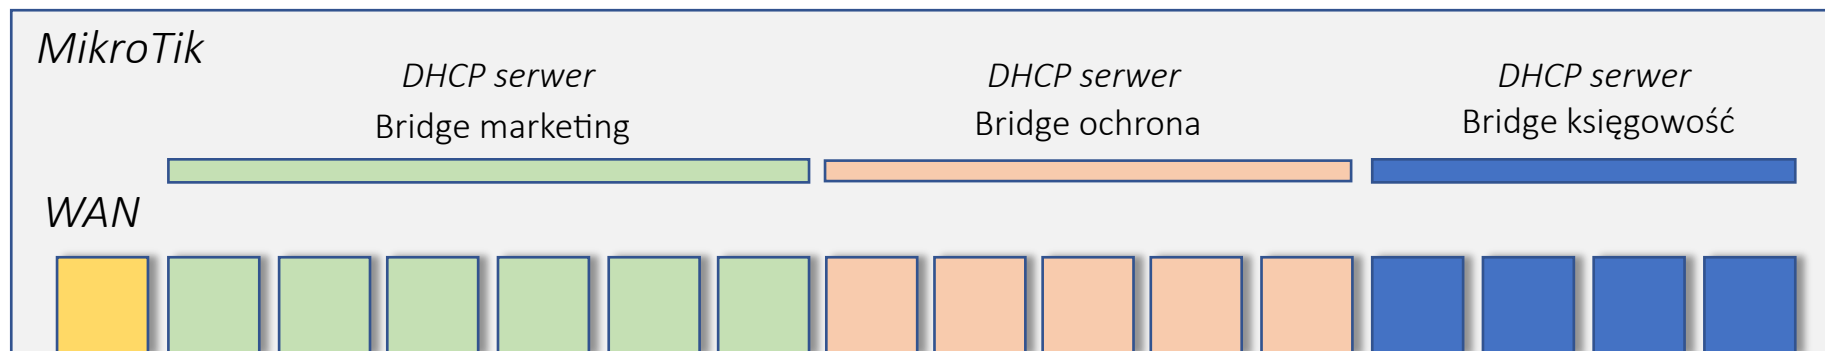 MikroTik
DHCP serwer
Bridge marketing
DHCP serwer
Bridge ochrona
DHCP serwer
Bridge księgowość
WAN